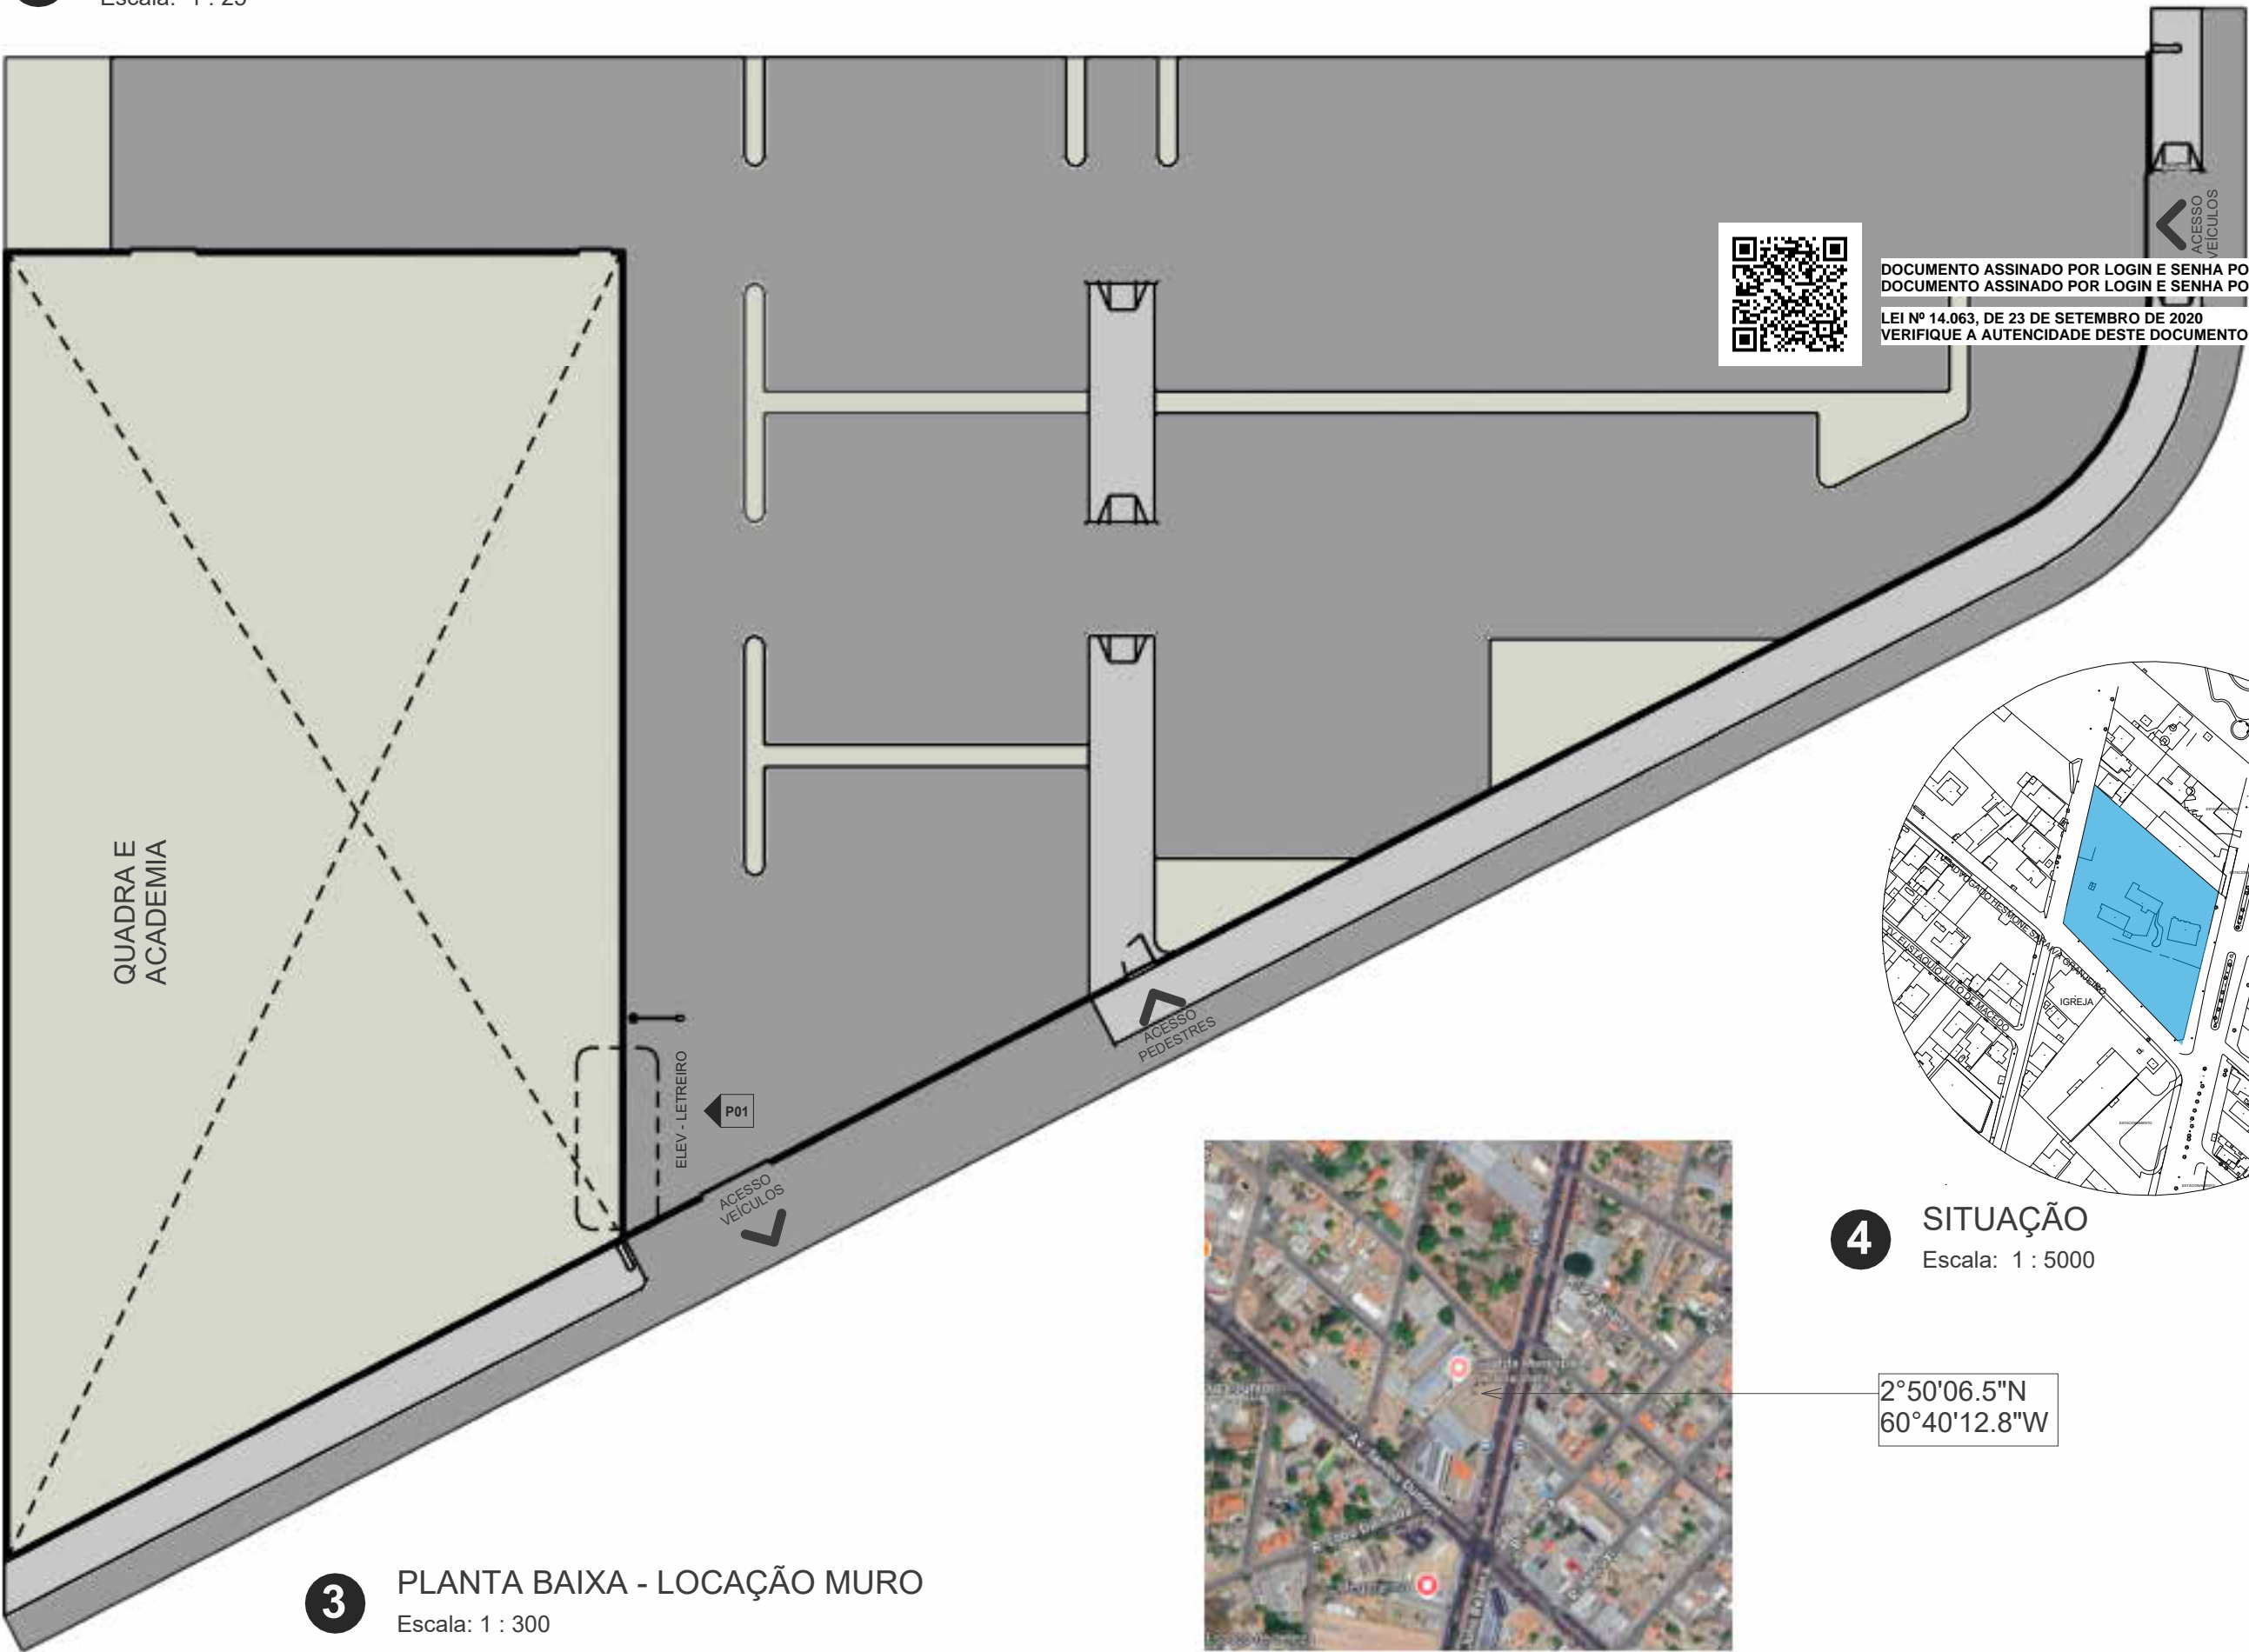 Escala: 1 : 25
ACESSO
VEÍCULOS
DOCUMENTO ASSINADO POR LOGIN E SENHA PO
DOCUMENTO ASSINADO POR LOGIN E SENHA PO
LEI Nº 14.063, DE 23 DE SETEMBRO DE 2020
VERIFIQUE A AUTENCIDADE DESTE DOCUMENTO
QUADRA E
ACADEMIA
ACESSO
PEDESTRES
ELEV - LETREIRO
P01
ACESSO
VEÍCULOS
IGREJA
4
SITUAÇÃO
Escala: 1 : 5000
2°50'06.5"N
60°40'12.8"W
3
PLANTA BAIXA - LOCAÇÃO MURO
Escala: 1 : 300